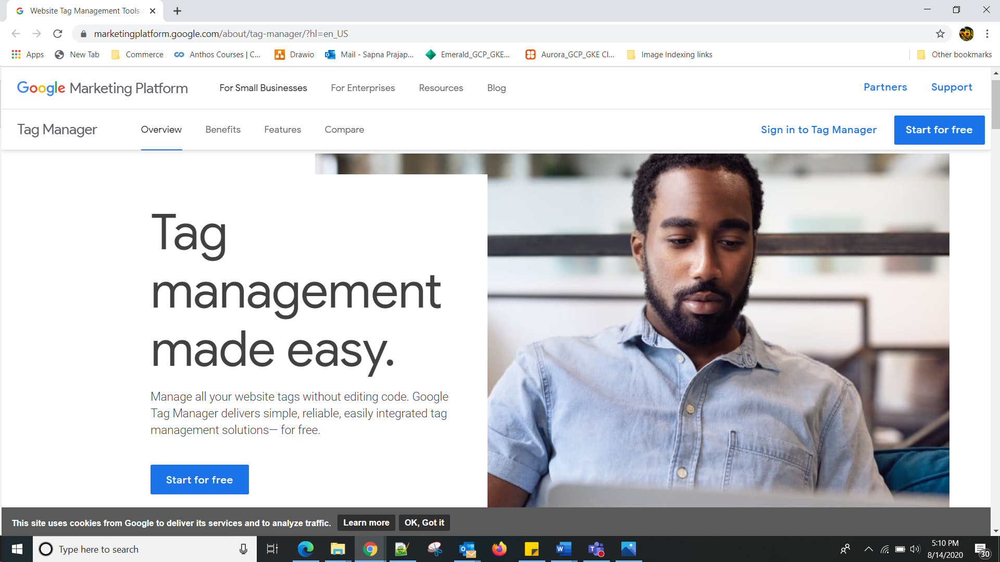 Website Tag Management Tools
marketingplatform.google.com/about/tag-manager/?hl=en_US
Apps New Tab Commerce Anthos Courses | C... Drawio Mail - Sapna Prajap... Emerald_GCP_GKE... Aurora_GCP_GKE Cl... Image Indexing links Other bookmarks
Google Marketing Platform For Small Businesses For Enterprises Resources Blog Partners Support
Tag Manager Overview Benefits Features Compare Sign in to Tag Manager Start for free
Tag
management
made easy.
Manage all your website tags without editing code. Google
Tag Manager delivers simple, reliable, easily integrated tag
management solutions— for free.
Start for free
This site uses cookies from Google to deliver its services and to analyze traffic. Learn more OK, Got it
Type here to search
5:10 PM
8/14/2020
30